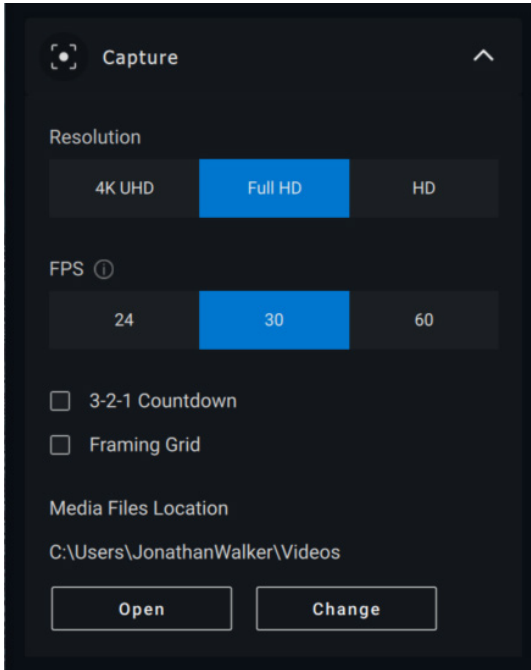 Capture
Resolution
4K UHD Full HD HD
FPS
24 30 60
3-2-1 Countdown
Framing Grid
Media Files Location
C:\Users\JonathanWalker\Videos
Open Change